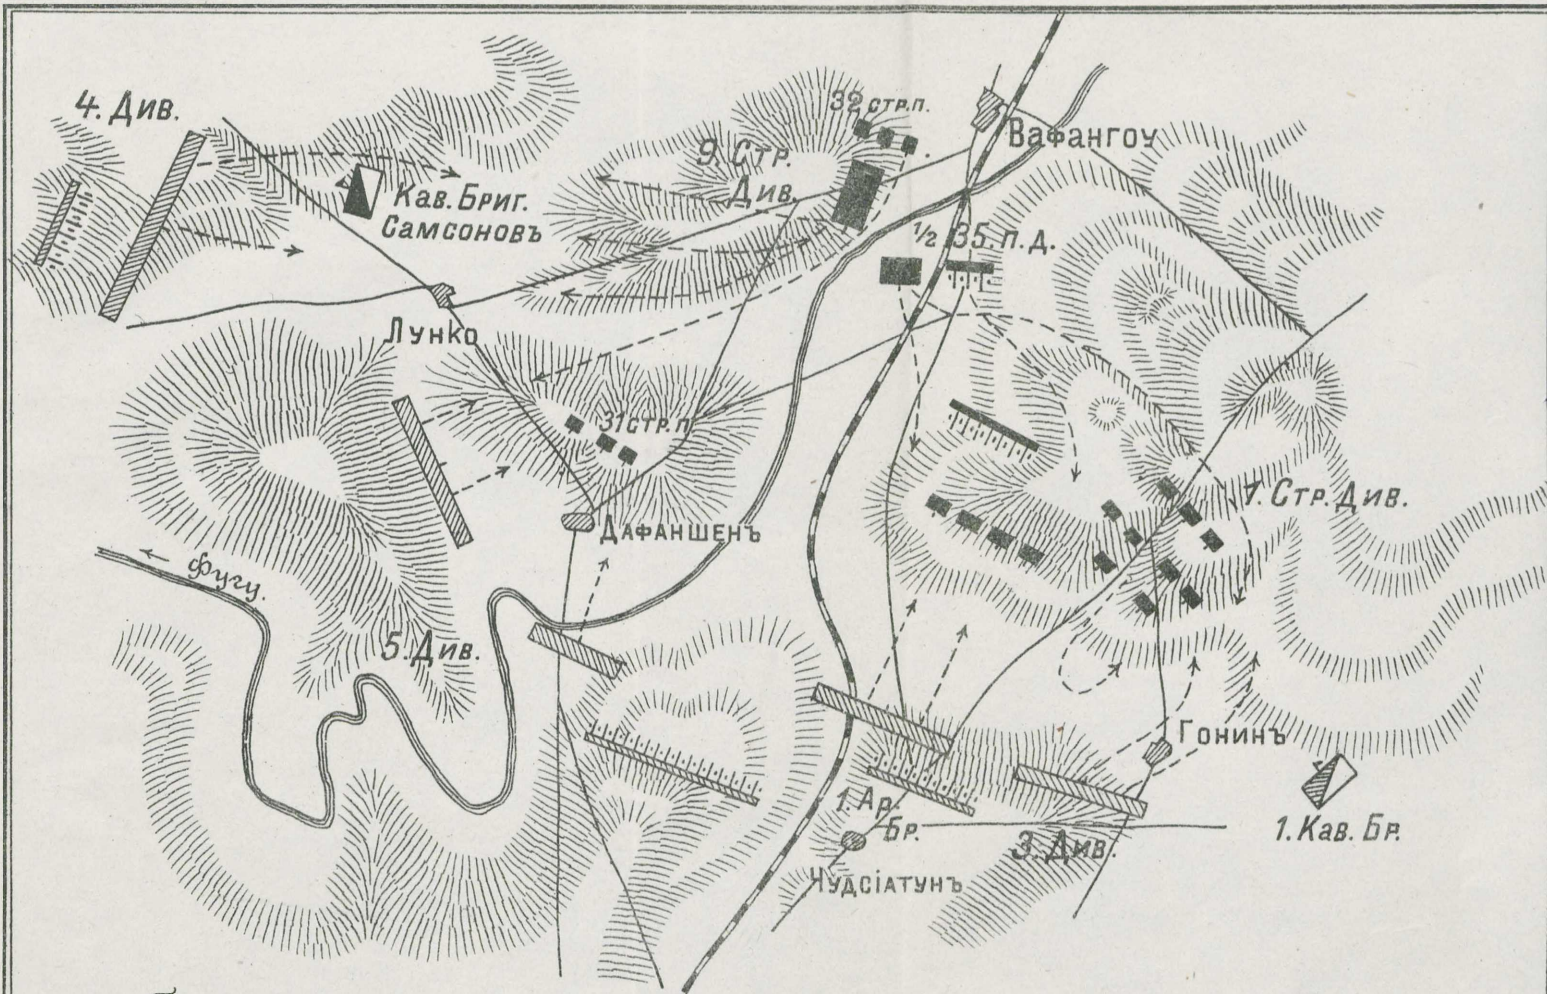 4. Див.
32 стр.п.
Вафангоу
9. Стр.
Див.
Кав. Бриг.
Самсоновъ
½ 35. п. д.
Лунко
31 стр. п.
1. Стр. Див.
Дафаншенъ
Фугу.
5. Див.
Гонинъ
1. Ар.
Бр.
3. Див.
1. Кав. Бр.
Чудсіатунъ